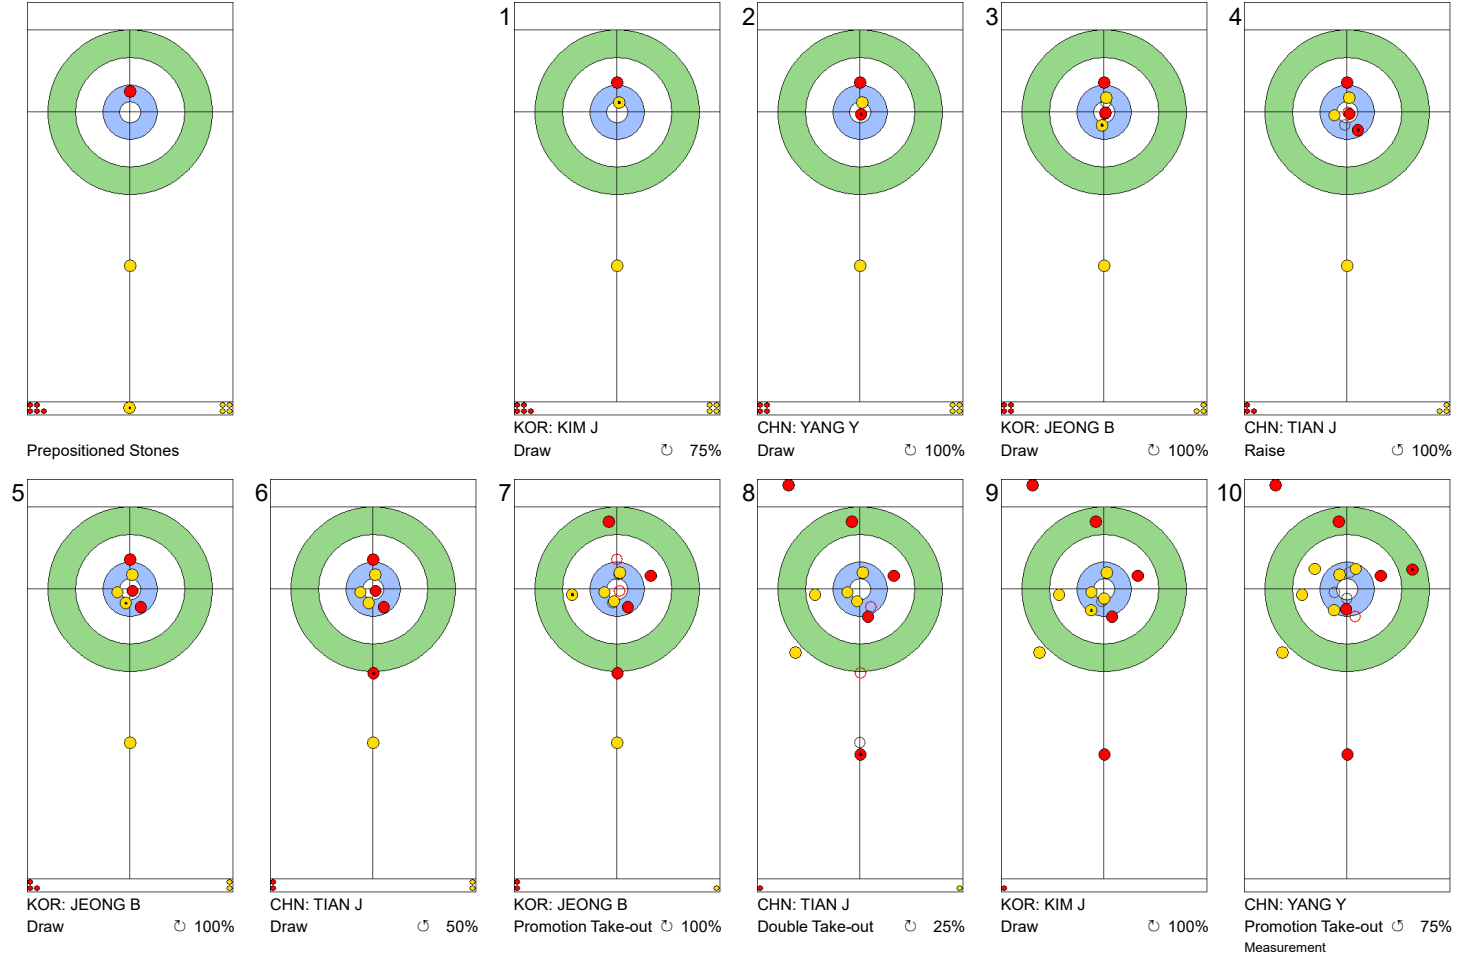 Prepositioned Stones
1
KOR: KIM J
Draw ↻ 75%
2
CHN: YANG Y
Draw ↻ 100%
3
KOR: JEONG B
Draw ↻ 100%
4
CHN: TIAN J
Raise ↺ 100%
5
KOR: JEONG B
Draw ↻ 100%
6
CHN: TIAN J
Draw ↺ 50%
7
KOR: JEONG B
Promotion Take-out ↻ 100%
8
CHN: TIAN J
Double Take-out ↻ 25%
9
KOR: KIM J
Draw ↻ 100%
10
CHN: YANG Y
Promotion Take-out ↺ 75%
Measurement